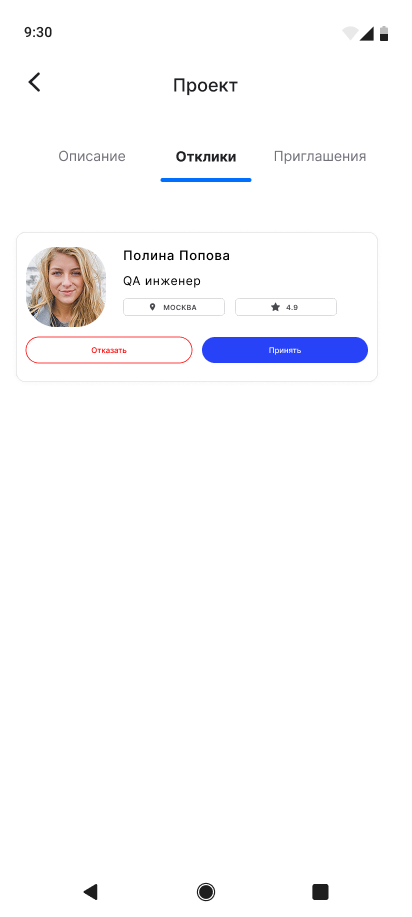 9:30
Проект
Описание Отклики Приглашения
Полина Попова
QA инженер
МОСКВА 4.9
Отказать Принять